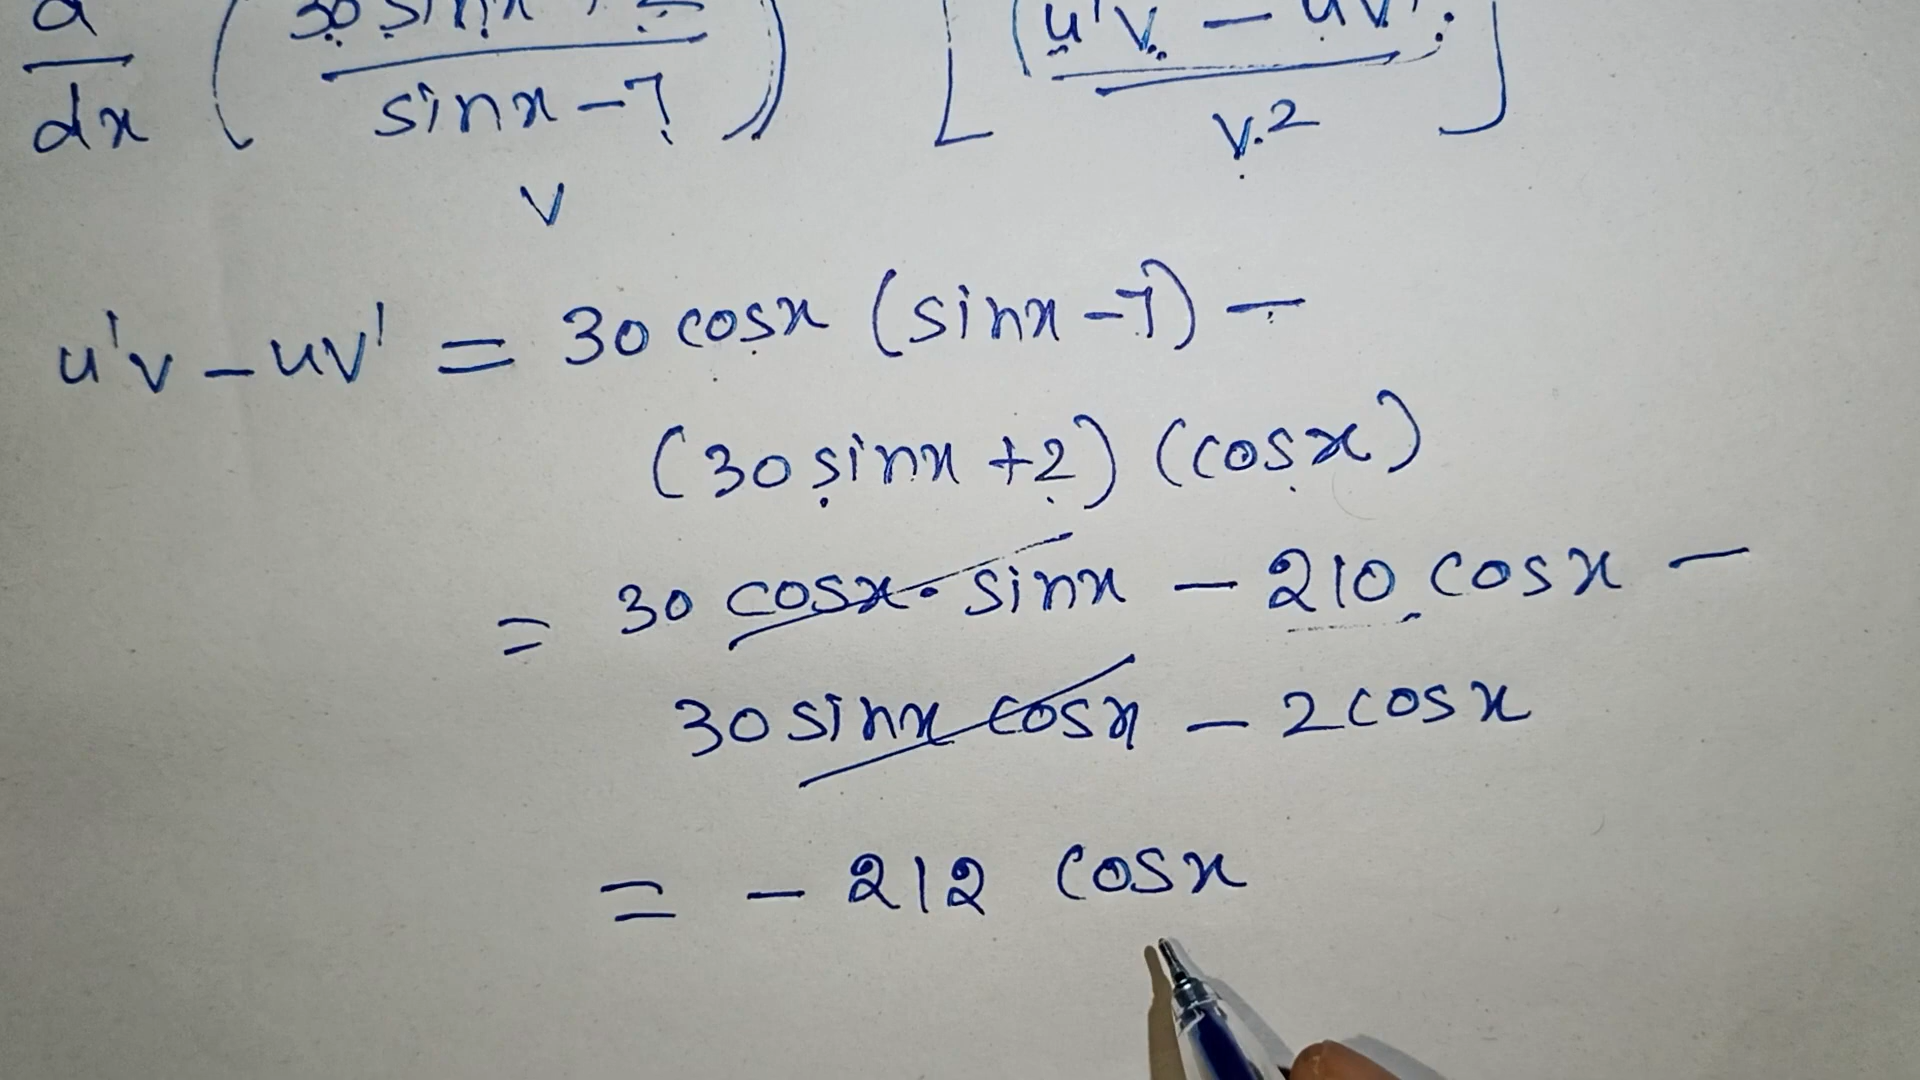 d/dx ( 30 sinx + 2 / sinx - 7 ) [ (u'v - uv' / v.2 ]
v
u'v - uv' = 30 cosx (sinx - 7) -
(30 sinx + 2) (cosx)
= 30 cosx . sinx - 210 cosx -
30 sinx cosx - 2 cosx
= - 212 cosx